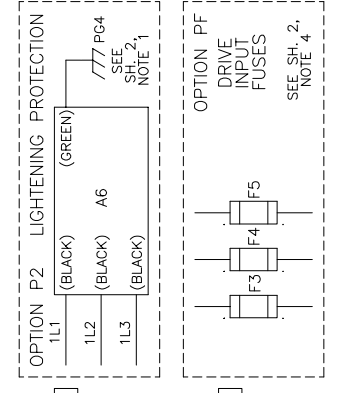 OPTION P2 LIGHTENING PROTECTION
1L1
(BLACK)
(GREEN)
1L2
(BLACK)
A6
1L3
(BLACK)
PG4
SEE
SH. 2,
NOTE 1
OPTION PF
DRIVE
INPUT
FUSES
SEE SH. 2,
NOTE 4
F3
F4
F5